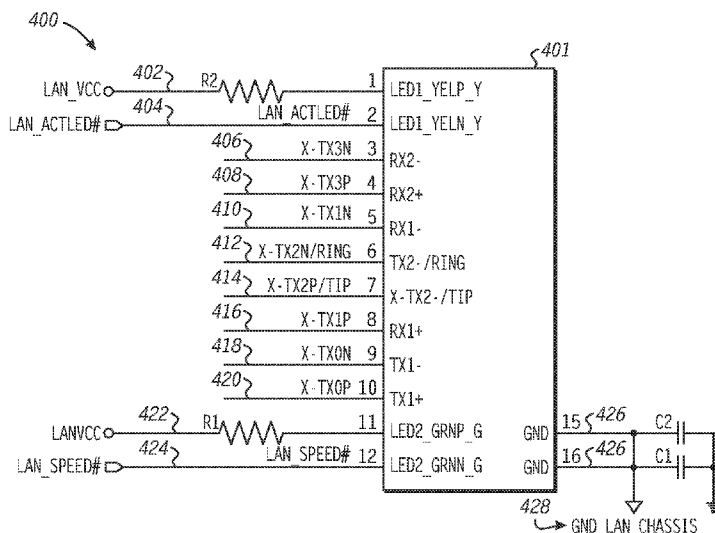 400
401
402
LAN_VCC R2 1 LED1_YELP_Y
404 LAN_ACTLED#
LAN_ACTLED# 2 LED1_YELN_Y
406 X-TX3N 3 RX2-
408 X-TX3P 4 RX2+
410 X-TX1N 5 RX1-
412 X-TX2N/RING 6 TX2-/RING
414 X-TX2P/TIP 7 X-TX2-/TIP
416 X-TX1P 8 RX1+
418 X-TX0N 9 TX1-
420 X-TX0P 10 TX1+
422 R1 11 15 426 C2
LANVCC LED2_GRNP_G GND
424 LAN_SPEED# 12 16 426 C1
LAN_SPEED# LED2_GRNN_G GND
428 GND LAN CHASSIS